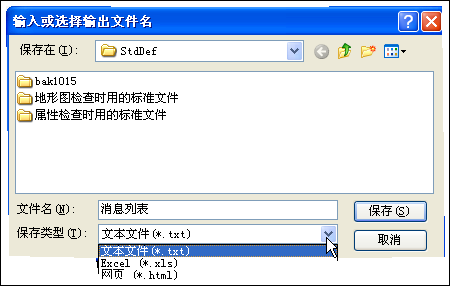 输入或选择输出文件名
保存在(I): StdDef
bak1015
地形图检查时用的标准文件
属性检查时用的标准文件
文件名(N): 消息列表 保存(S)
保存类型(T): 文本文件(*.txt) 取消
文本文件(*.txt)
Excel (*.xls)
网页 (*.html)